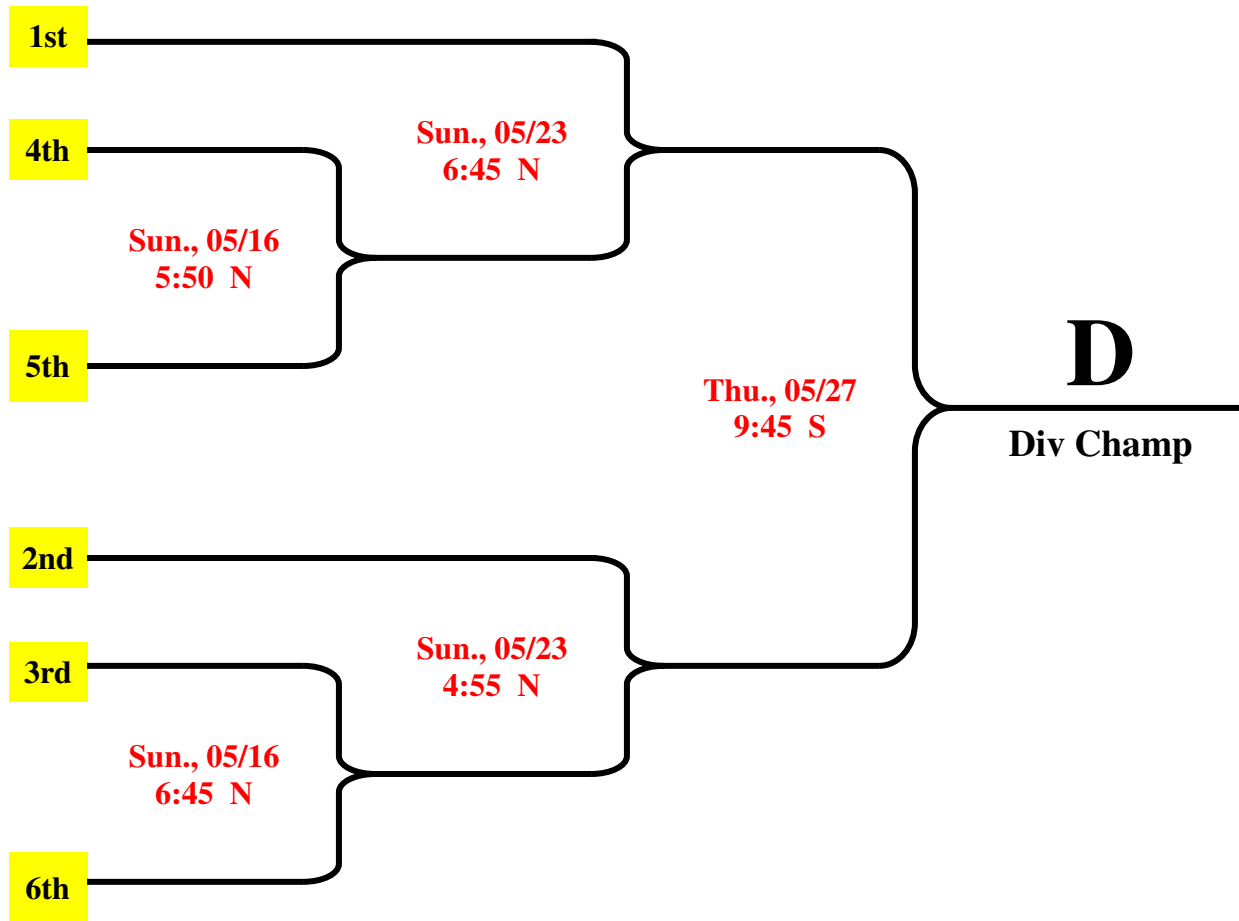 1st
4th
Sun., 05/23
6:45 N
Sun., 05/16
5:50 N
5th
D
Thu., 05/27
9:45 S
Div Champ
2nd
3rd
Sun., 05/23
4:55 N
Sun., 05/16
6:45 N
6th